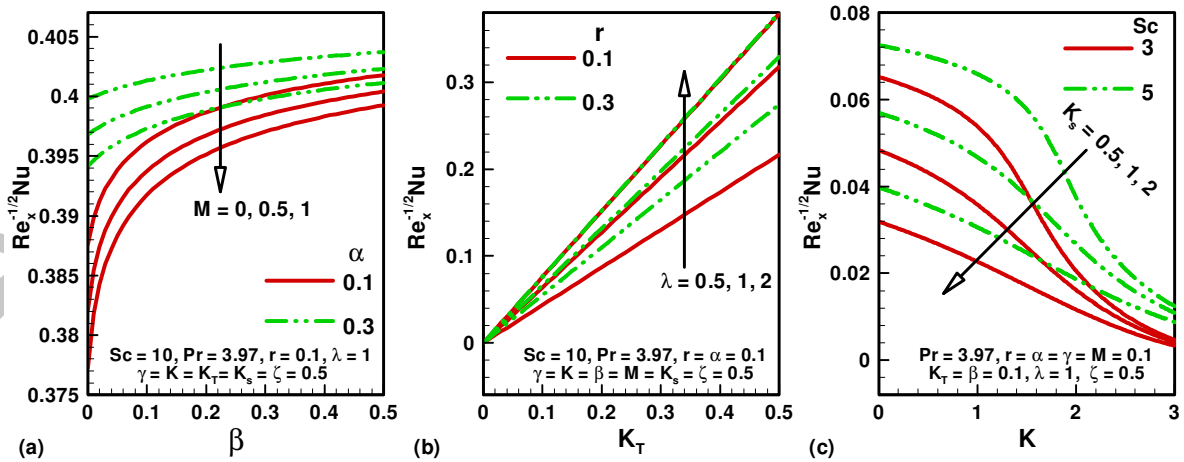 Re_x^{-1/2}Nu
0.405
0.4
0.395
0.39
0.385
0.38
0.375
M = 0, 0.5, 1
α
0.1
0.3
Sc = 10, Pr = 3.97, r = 0.1, λ = 1
γ = K = K_T = K_s = ζ = 0.5
0 0.1 0.2 0.3 0.4 0.5
(a) β
Re_x^{-1/2}Nu
0.3
0.2
0.1
0
r
0.1
0.3
λ = 0.5, 1, 2
Sc = 10, Pr = 3.97, r = α = 0.1
γ = K = β = M = K_s = ζ = 0.5
0 0.1 0.2 0.3 0.4 0.5
(b) K_T
Re_x^{-1/2}Nu
0.08
0.06
0.04
0.02
0
Sc
3
5
K_s = 0.5, 1, 2
Pr = 3.97, r = α = γ = M = 0.1
K_T = β = 0.1, λ = 1, ζ = 0.5
0 1 2 3
(c) K